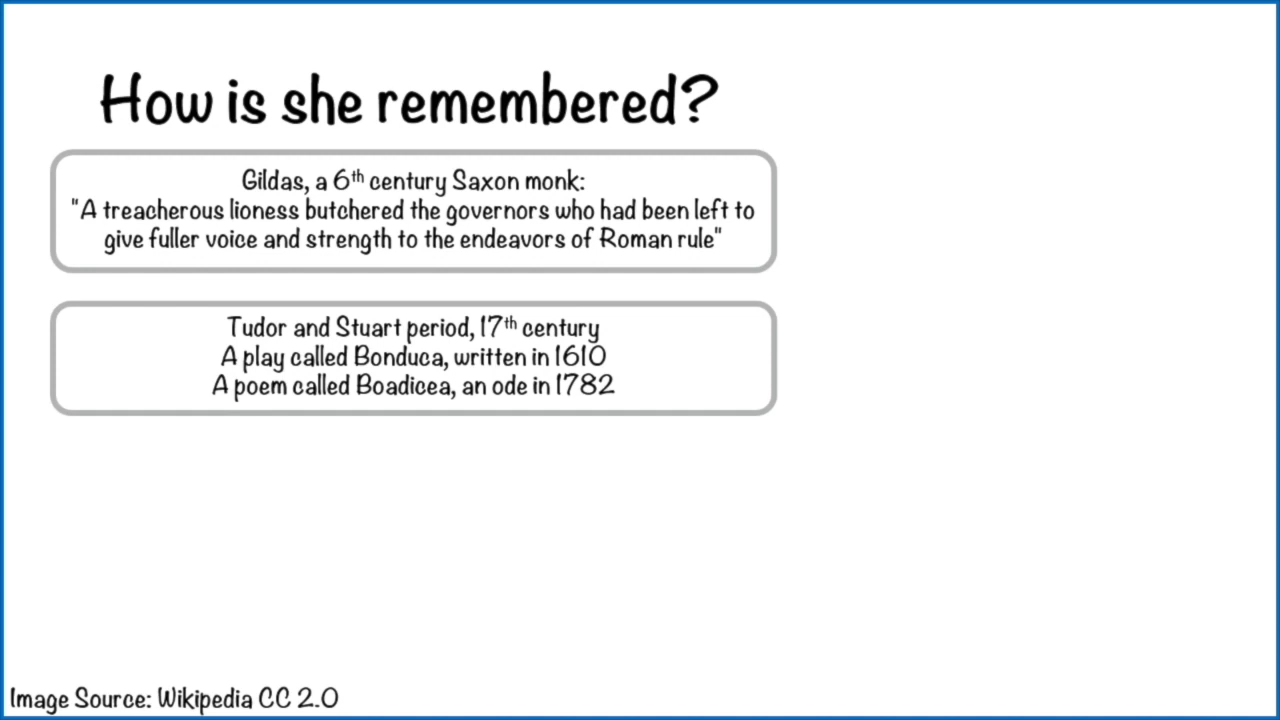 How is she remembered?
Gildas, a 6th century Saxon monk:
"A treacherous lioness butchered the governors who had been left to
give fuller voice and strength to the endeavors of Roman rule"
Tudor and Stuart period, 17th century
A play called Bonduca, written in 1610
A poem called Boadicea, an ode in 1782
Image Source: Wikipedia CC 2.0